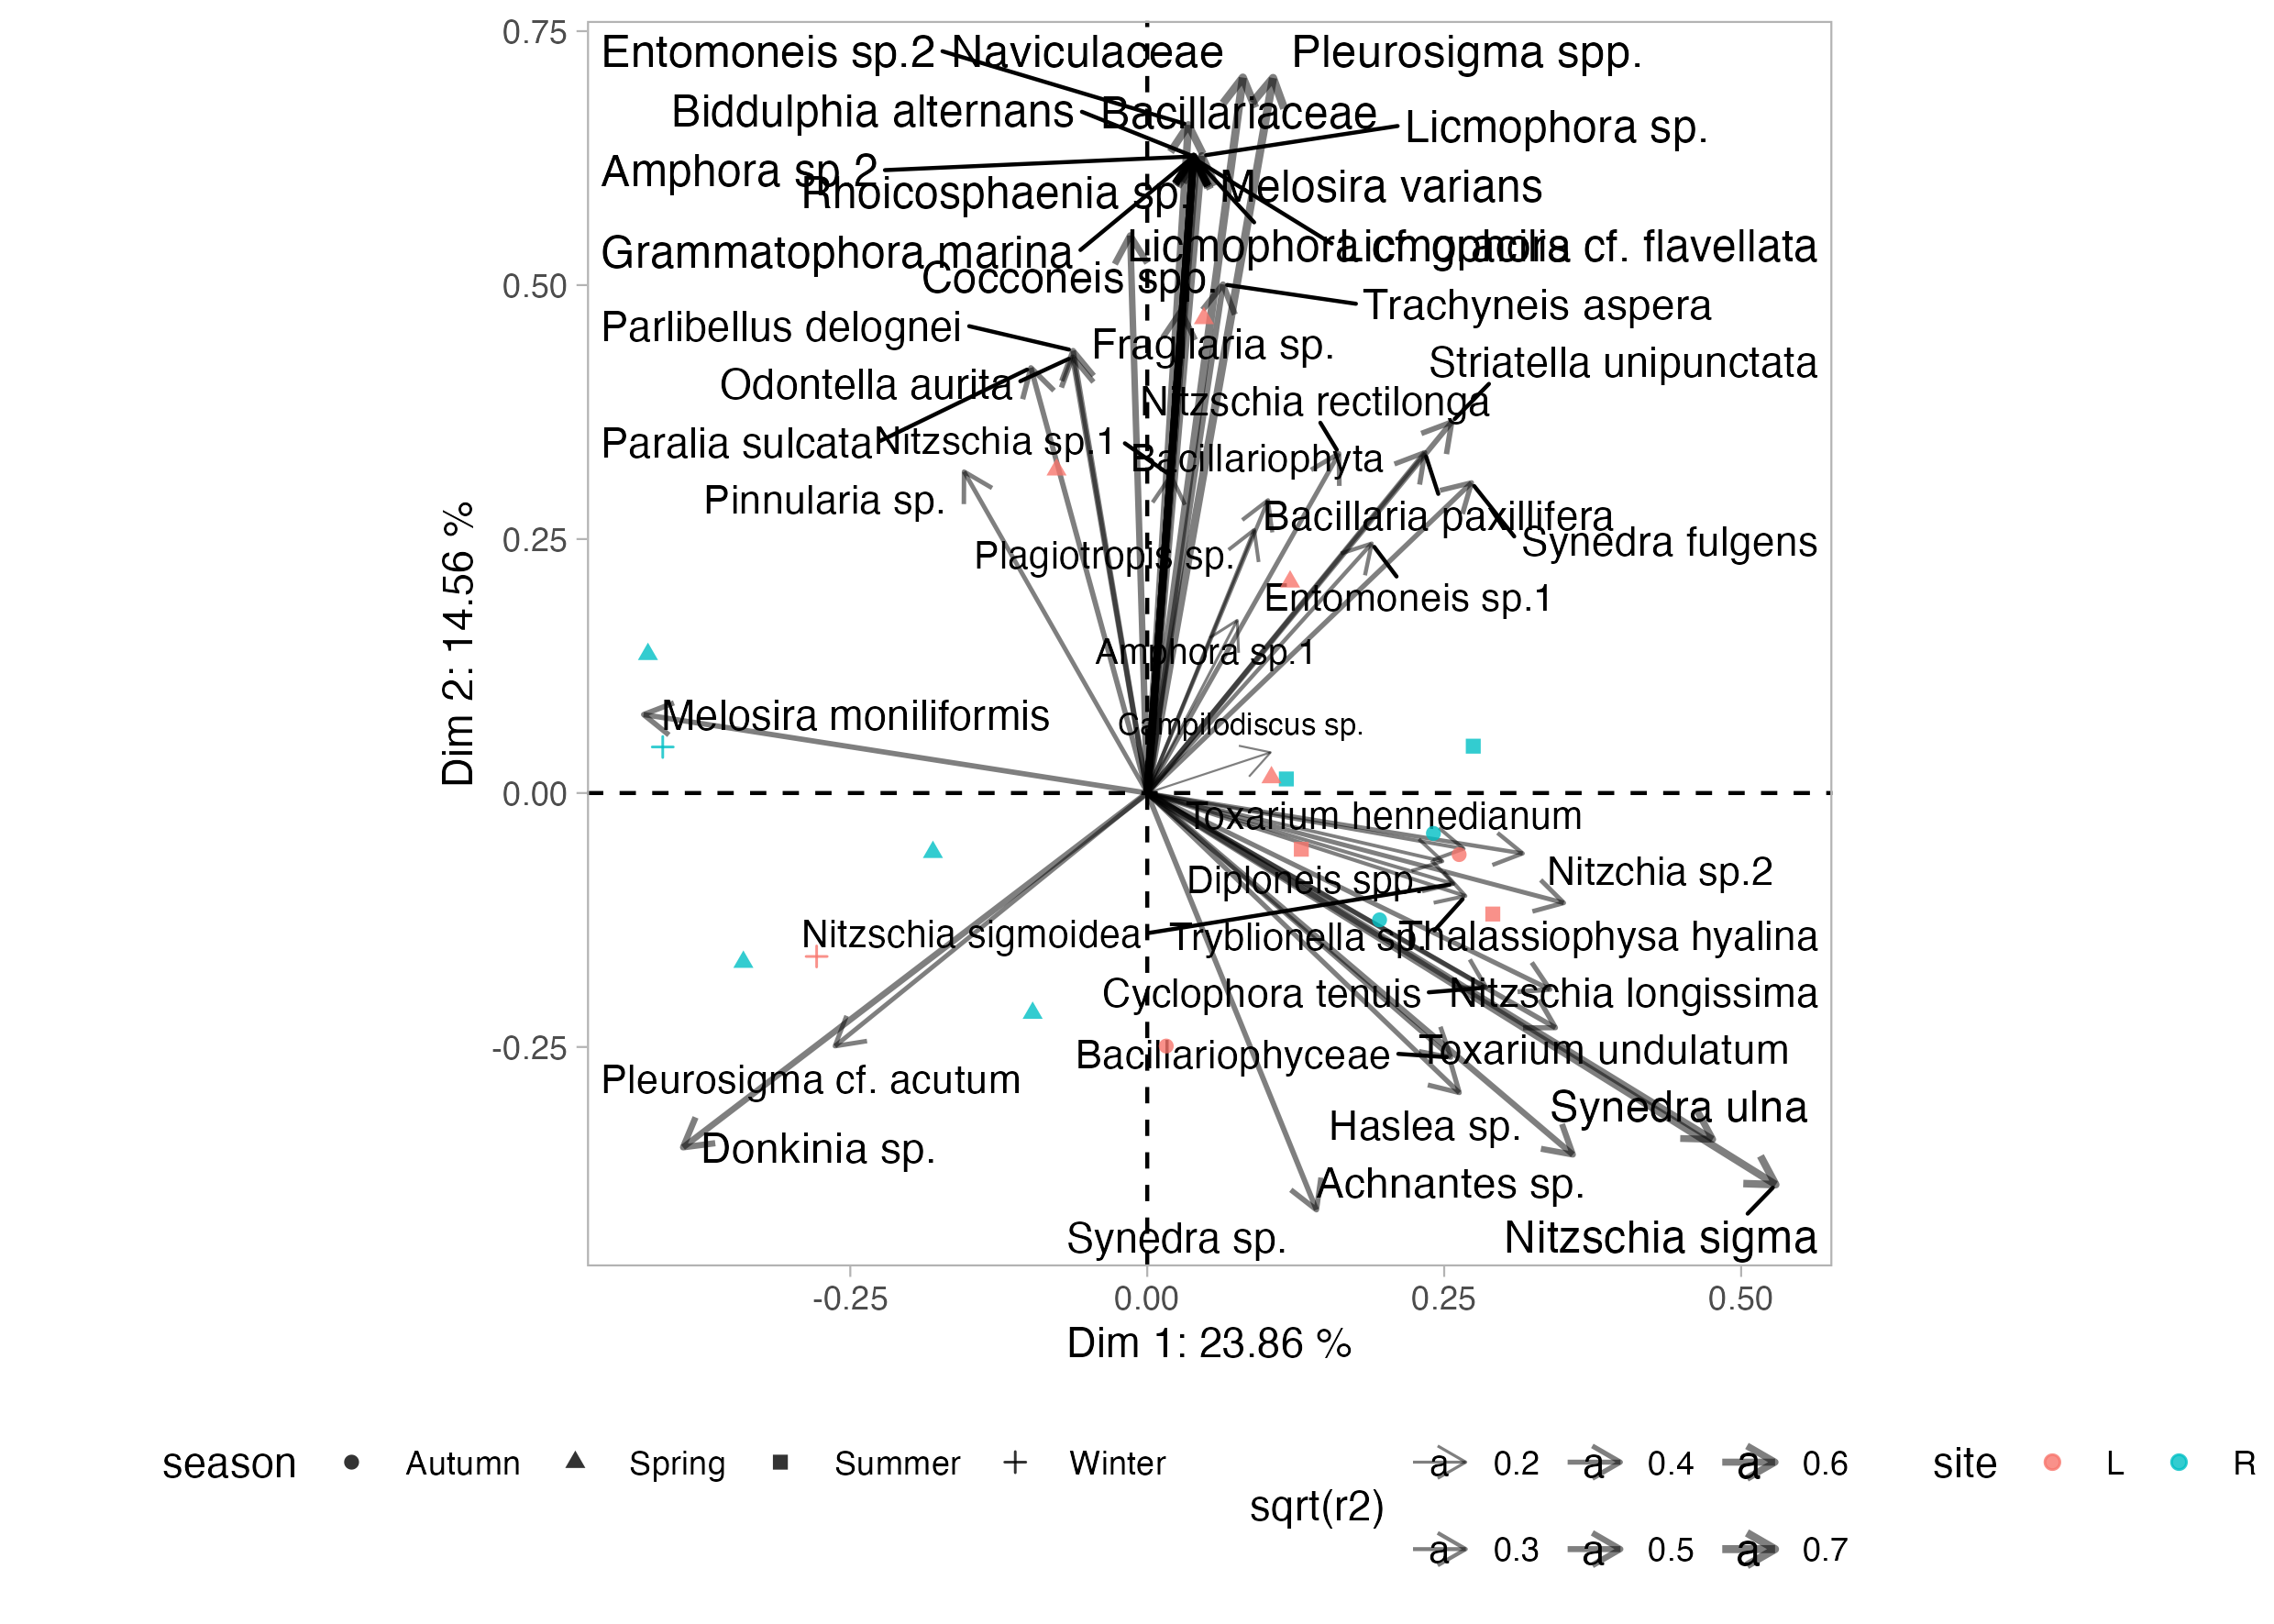 0.75
Entomoneis sp.2
Naviculaceae
Pleurosigma spp.
Biddulphia alternans
Bacillariaceae
Licmophora sp.
Amphora sp 2
Rhoicosphaenia sp.
Melosira varians
Grammatophora marina
Licmophora cf. gracilis
Licmophora cf. flavellata
0.50
Cocconeis spp.
Trachyneis aspera
Parlibellus delognei
Fragilaria sp.
Striatella unipunctata
Odontella aurita
Nitzschia rectilonga
Paralia sulcata
Nitzschia sp.1
Bacillariophyta
Pinnularia sp.
Bacillaria paxillifera
0.25
Plagiotropis sp.
Synedra fulgens
Entomoneis sp.1
Amphora sp.1
Melosira moniliformis
Campilodiscus sp.
0.00
Toxarium hennedianum
Diploneis spp.
Nitzchia sp.2
Nitzschia sigmoidea
Tryblionella sp.
Thalassiophysa hyalina
Cyclophora tenuis
Nitzschia longissima
-0.25
Bacillariophyceae
Toxarium undulatum
Pleurosigma cf. acutum
Synedra ulna
Haslea sp.
Donkinia sp.
Achnantes sp.
Synedra sp.
Nitzschia sigma
Dim 2: 14.56 %
-0.25 0.00 0.25 0.50
Dim 1: 23.86 %
season Autumn Spring Summer Winter
sqrt(r2)
a 0.2 a 0.4 a 0.6
a 0.3 a 0.5 a 0.7
site L R